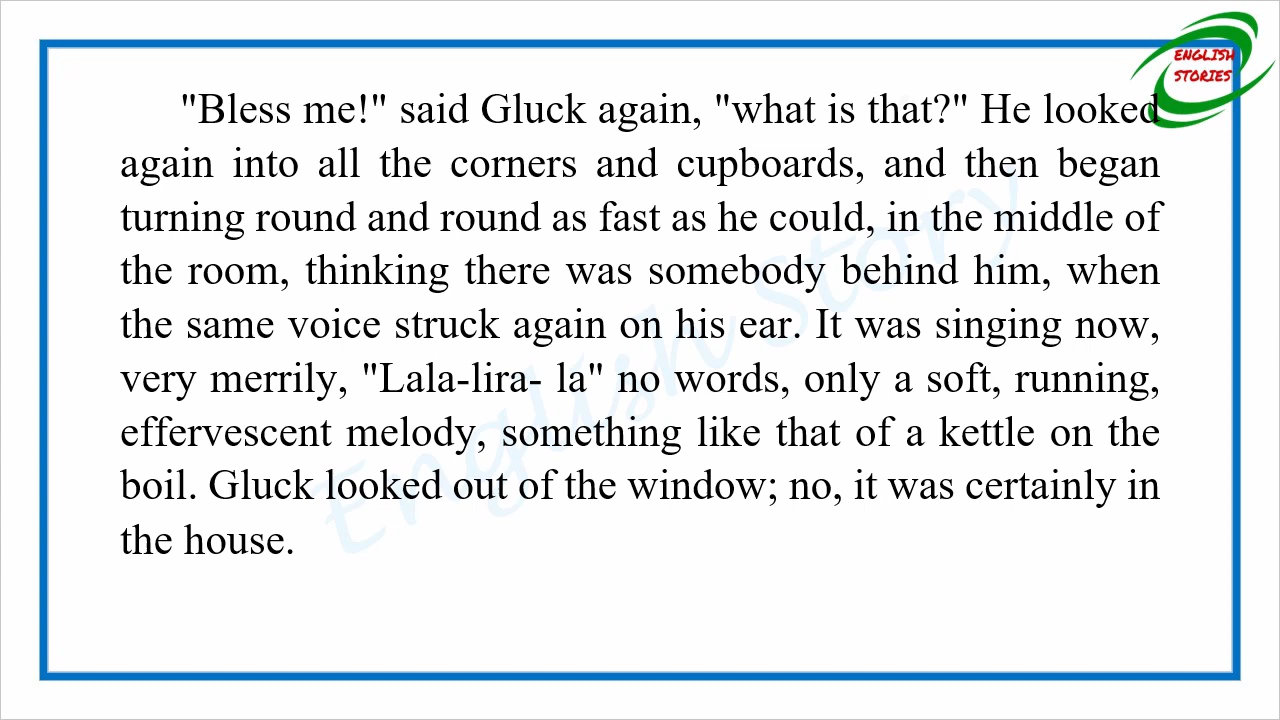 ENGLISH
STORIES
"Bless me!" said Gluck again, "what is that?" He looked
again into all the corners and cupboards, and then began
turning round and round as fast as he could, in the middle of
the room, thinking there was somebody behind him, when
the same voice struck again on his ear. It was singing now,
very merrily, "Lala-lira- la" no words, only a soft, running,
effervescent melody, something like that of a kettle on the
boil. Gluck looked out of the window; no, it was certainly in
the house.
English Story